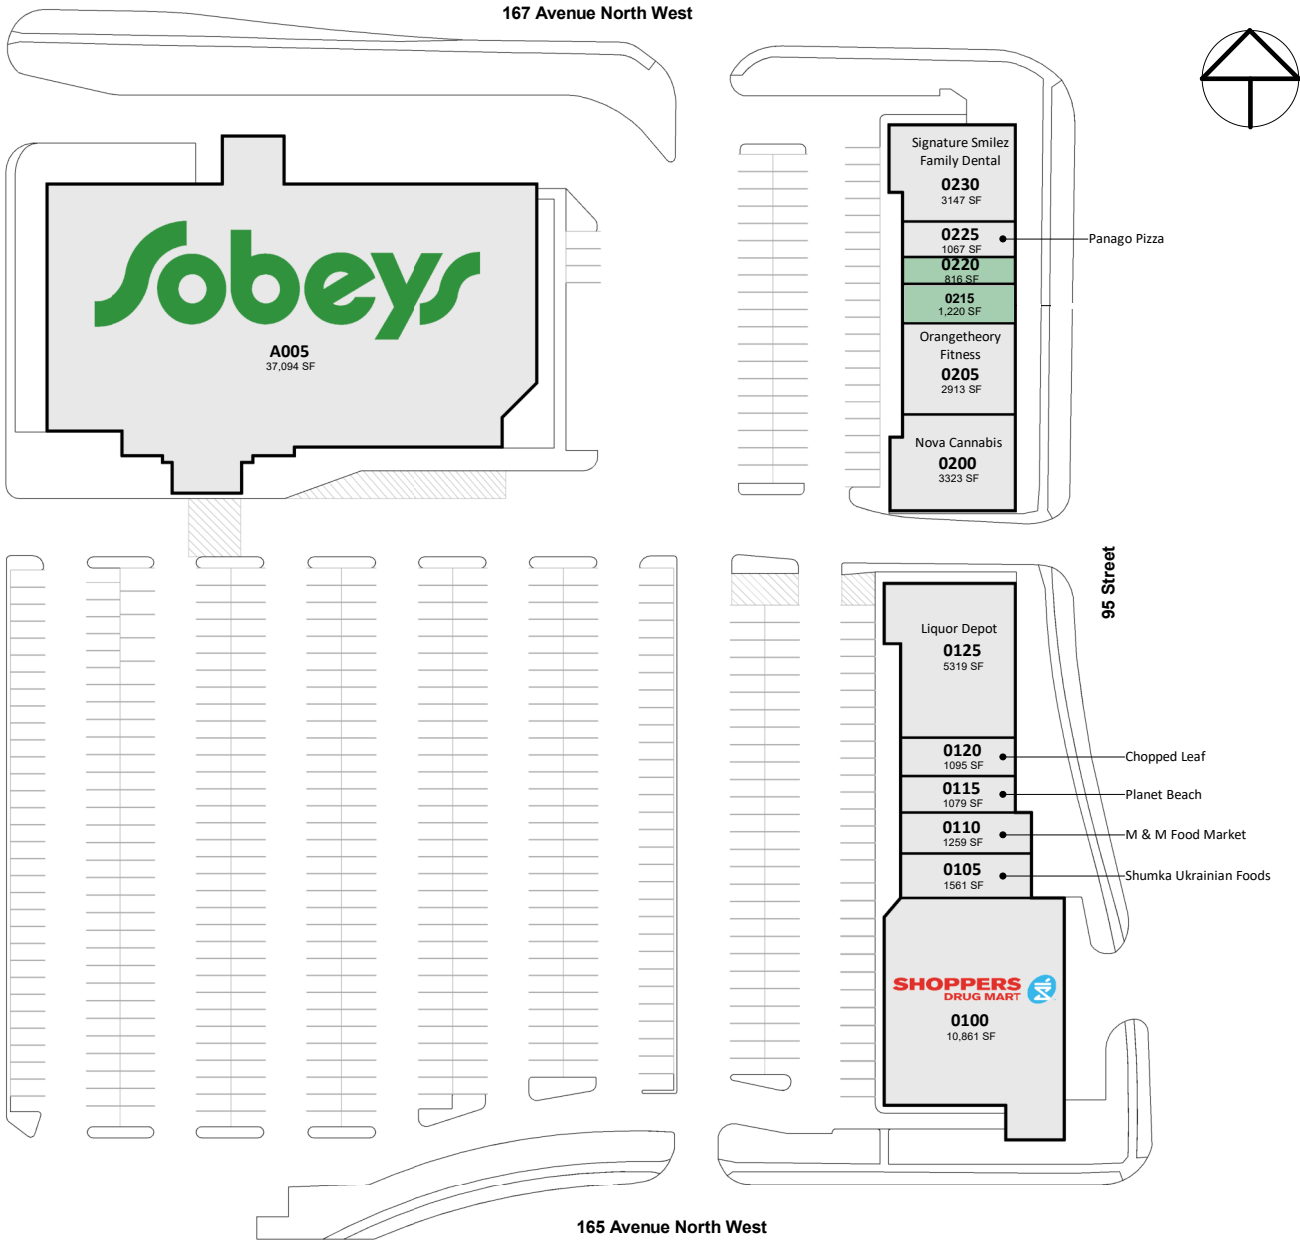 167 Avenue North West
Signature Smilez
Family Dental
0230
3147 SF
0225
1067 SF
Panago Pizza
0220
816 SF
0215
1,220 SF
Orangetheory
Fitness
0205
2913 SF
Nova Cannabis
0200
3323 SF
Sobeys
A005
37,094 SF
95 Street
Liquor Depot
0125
5319 SF
0120
1095 SF
Chopped Leaf
0115
1079 SF
Planet Beach
0110
1259 SF
M & M Food Market
0105
1561 SF
Shumka Ukrainian Foods
SHOPPERS
DRUG MART
0100
10,861 SF
165 Avenue North West